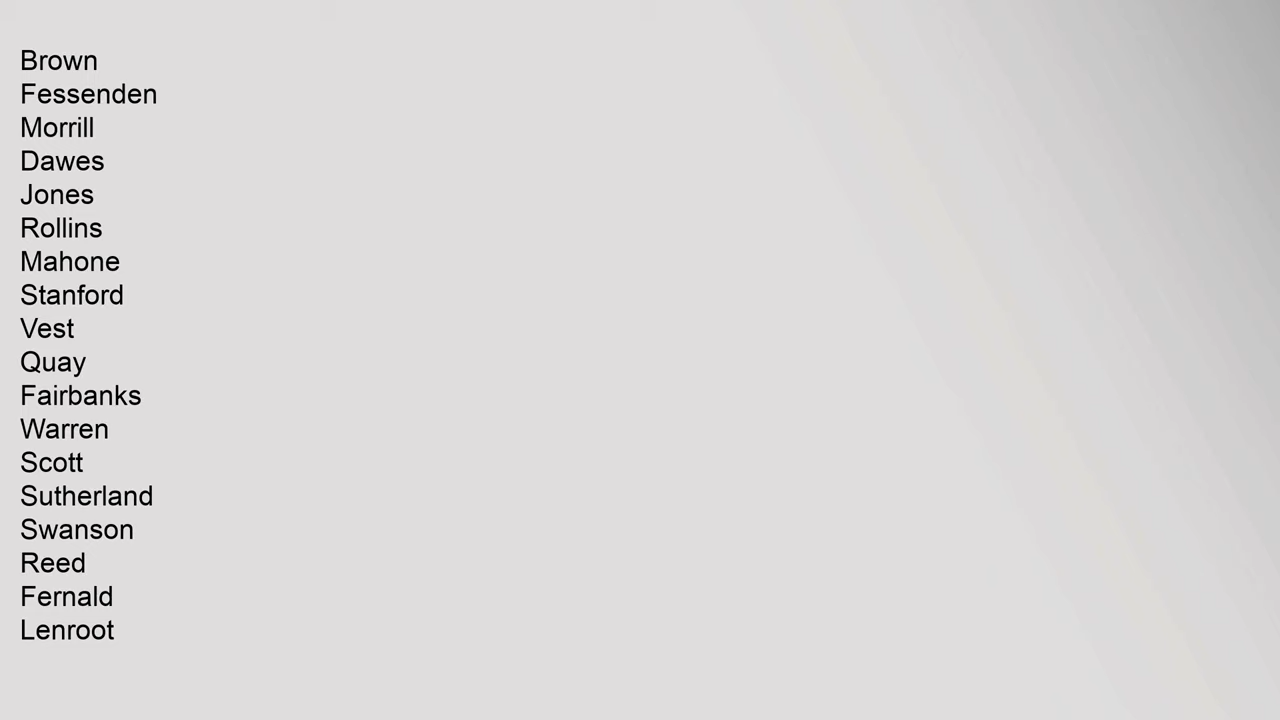 Brown
Fessenden
Morrill
Dawes
Jones
Rollins
Mahone
Stanford
Vest
Quay
Fairbanks
Warren
Scott
Sutherland
Swanson
Reed
Fernald
Lenroot